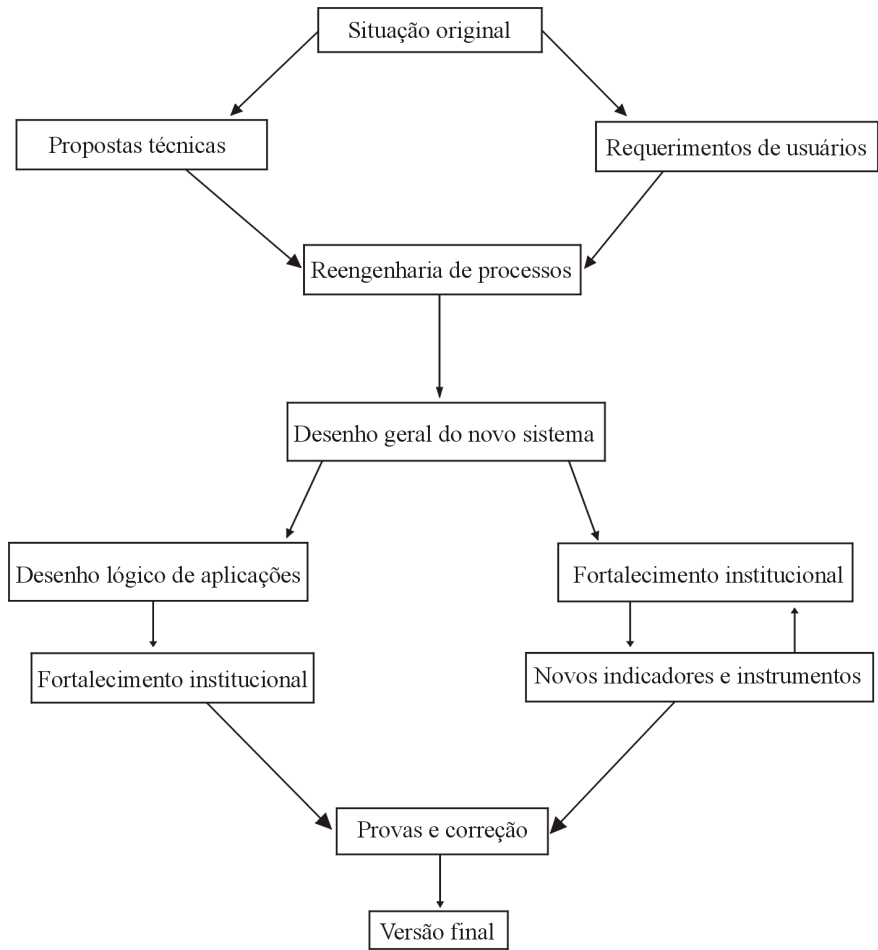 Situação original
Propostas técnicas
Requerimentos de usuários
Reengenharia de processos
Desenho geral do novo sistema
Desenho lógico de aplicações
Fortalecimento institucional
Fortalecimento institucional
Novos indicadores e instrumentos
Provas e correção
Versão final